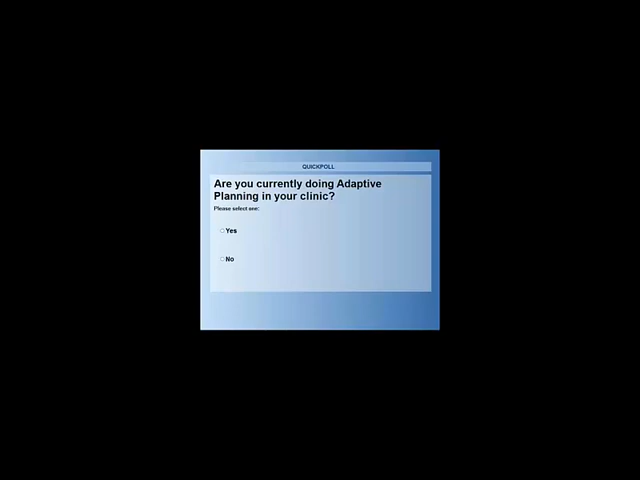 QUICKPOLL
Are you currently doing Adaptive
Planning in your clinic?
Please select one:
Yes
No